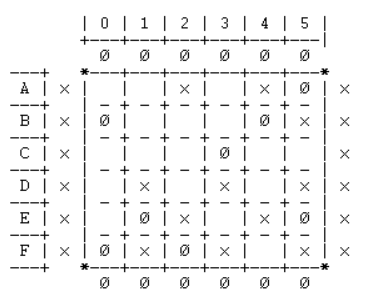 | 0 | 1 | 2 | 3 | 4 | 5 |
+---+---+---+---+---+---+
Ø Ø Ø Ø Ø Ø
---+ *-----------------------*
A | × | | | × | | × | Ø | ×
---+ | - + - + - + - + - + - |
B | × | Ø | | | | Ø | × | ×
---+ | - + - + - + - + - + - |
C | × | | | | Ø | | | ×
---+ | - + - + - + - + - + - |
D | × | | × | | × | | × | ×
---+ | - + - + - + - + - + - |
E | × | | Ø | × | | × | Ø | ×
---+ | - + - + - + - + - + - |
F | × | Ø | × | Ø | × | | × | ×
---+ *-----------------------*
Ø Ø Ø Ø Ø Ø